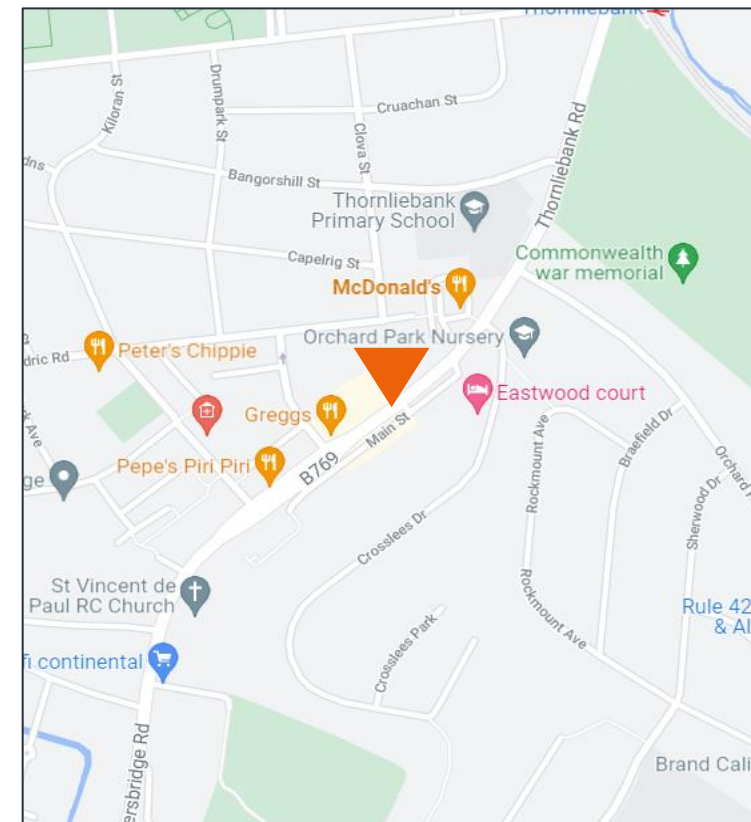 Thornliebank
Kiloran St
Drumpark St
Cruachan St
Clova St
Thornliebank Rd
Bangorshill St
Thornliebank
Primary School
Capelrig St
Commonwealth
war memorial
McDonald's
Orchard Park Nursery
Peter's Chippie
Eastwood court
Greggs
Main St
Pepe's Piri Piri
B769
Rockmount Ave
Braefield Dr
Sherwood Dr
Crosslees Dr
St Vincent de
Paul RC Church
Rockmount Ave
Rule 42
& Al
Crosslees Park
fi continental
ersbridge Rd
Brand Cali